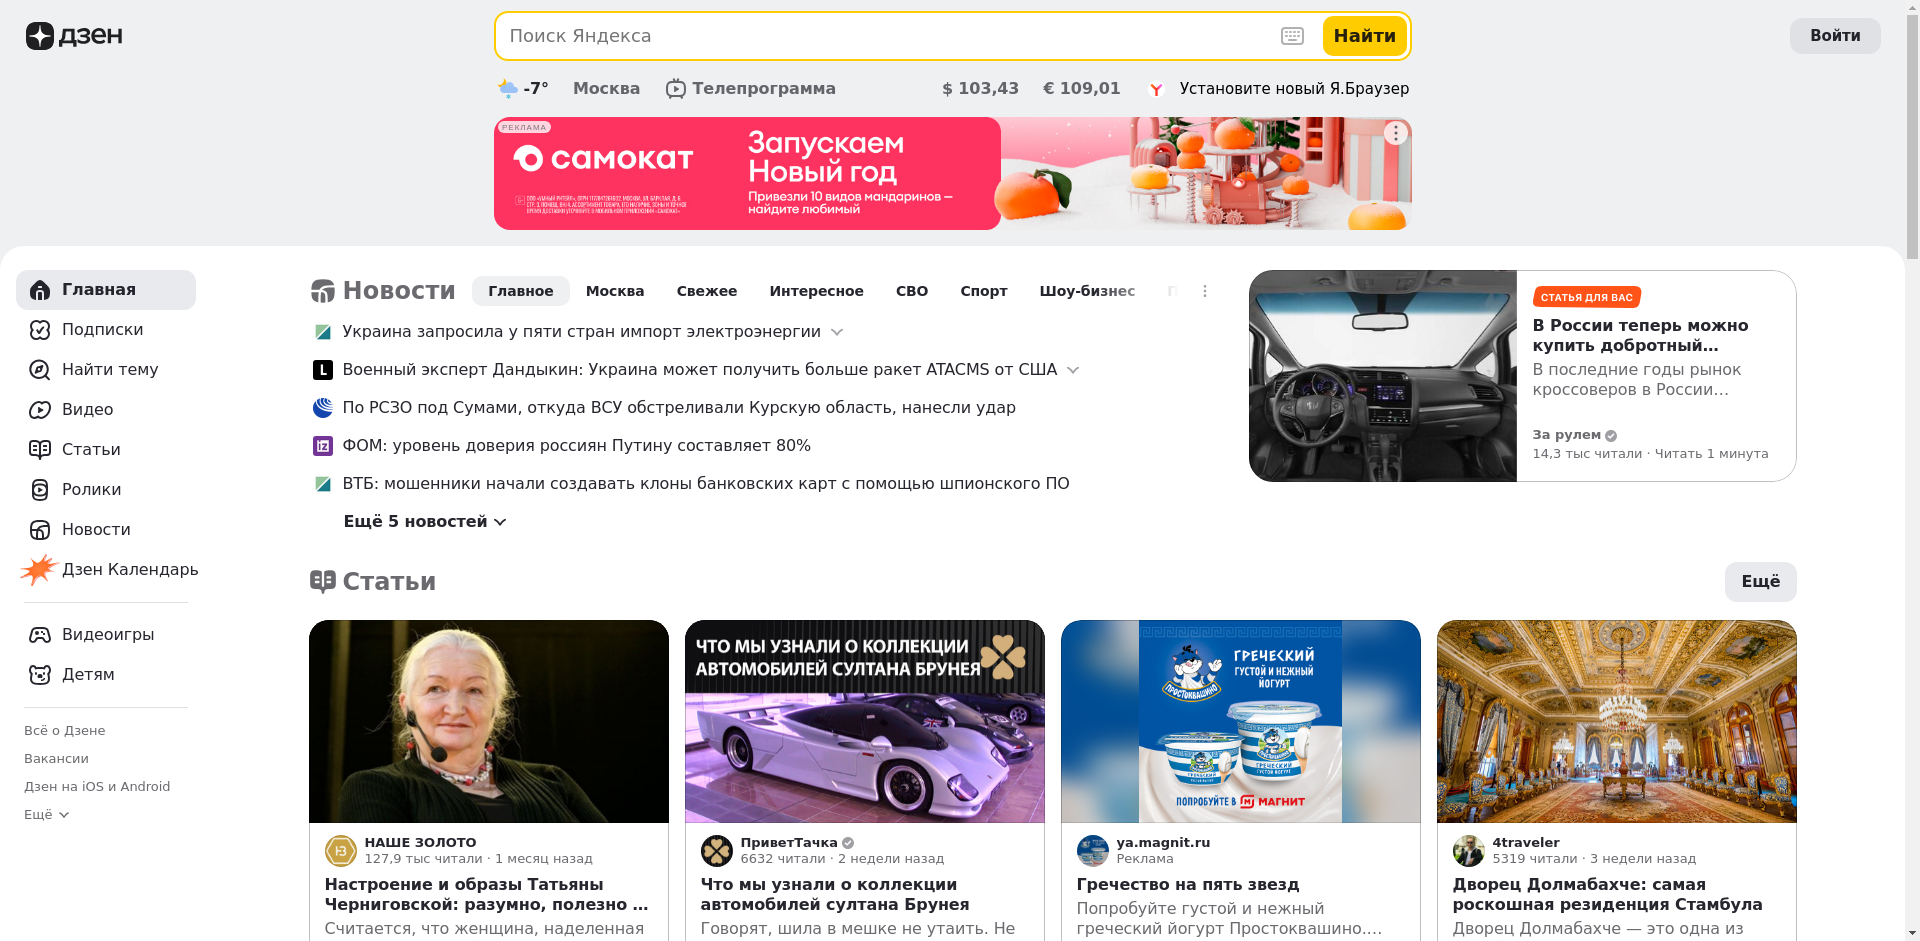 дзен
Поиск Яндекса
Найти
Войти
-7°
Москва
Телепрограмма
$ 103,43
€ 109,01
Установите новый Я.Браузер
РЕКЛАМА
самокат
Запускаем
Новый год
Привезли 10 видов мандаринов —
найдите любимый
Главная
Подписки
Найти тему
Видео
Статьи
Ролики
Новости
Дзен Календарь
Видеоигры
Детям
Всё о Дзене
Вакансии
Дзен на iOS и Android
Ещё
Новости
Главное
Москва
Свежее
Интересное
СВО
Спорт
Шоу-бизнес
Украина запросила у пяти стран импорт электроэнергии
Военный эксперт Дандыкин: Украина может получить больше ракет ATACMS от США
По РСЗО под Сумами, откуда ВСУ обстреливали Курскую область, нанесли удар
ФОМ: уровень доверия россиян Путину составляет 80%
ВТБ: мошенники начали создавать клоны банковских карт с помощью шпионского ПО
Ещё 5 новостей
СТАТЬЯ ДЛЯ ВАС
В России теперь можно
купить добротный…
В последние годы рынок
кроссоверов в России…
За рулем
14,3 тыс читали · Читать 1 минута
Статьи
Ещё
НАШЕ ЗОЛОТО
127,9 тыс читали · 1 месяц назад
Настроение и образы Татьяны
Черниговской: разумно, полезно …
Считается, что женщина, наделенная
ЧТО МЫ УЗНАЛИ О КОЛЛЕКЦИИ
АВТОМОБИЛЕЙ СУЛТАНА БРУНЕЯ
ПриветТачка
6632 читали · 2 недели назад
Что мы узнали о коллекции
автомобилей султана Брунея
Говорят, шила в мешке не утаить. Не
ПРОСТОКВАШИНО
ГРЕЧЕСКИЙ
ГУСТОЙ И НЕЖНЫЙ
ЙОГУРТ
ГРЕЧЕСКИЙ
ГРЕЧЕСКИЙ
ПОПРОБУЙТЕ В МАГНИТ
ya.magnit.ru
Реклама
Гречество на пять звезд
Попробуйте густой и нежный
греческий йогурт Простоквашино.…
4traveler
5319 читали · 3 недели назад
Дворец Долмабахче: самая
роскошная резиденция Стамбула
Дворец Долмабахче — это одна из